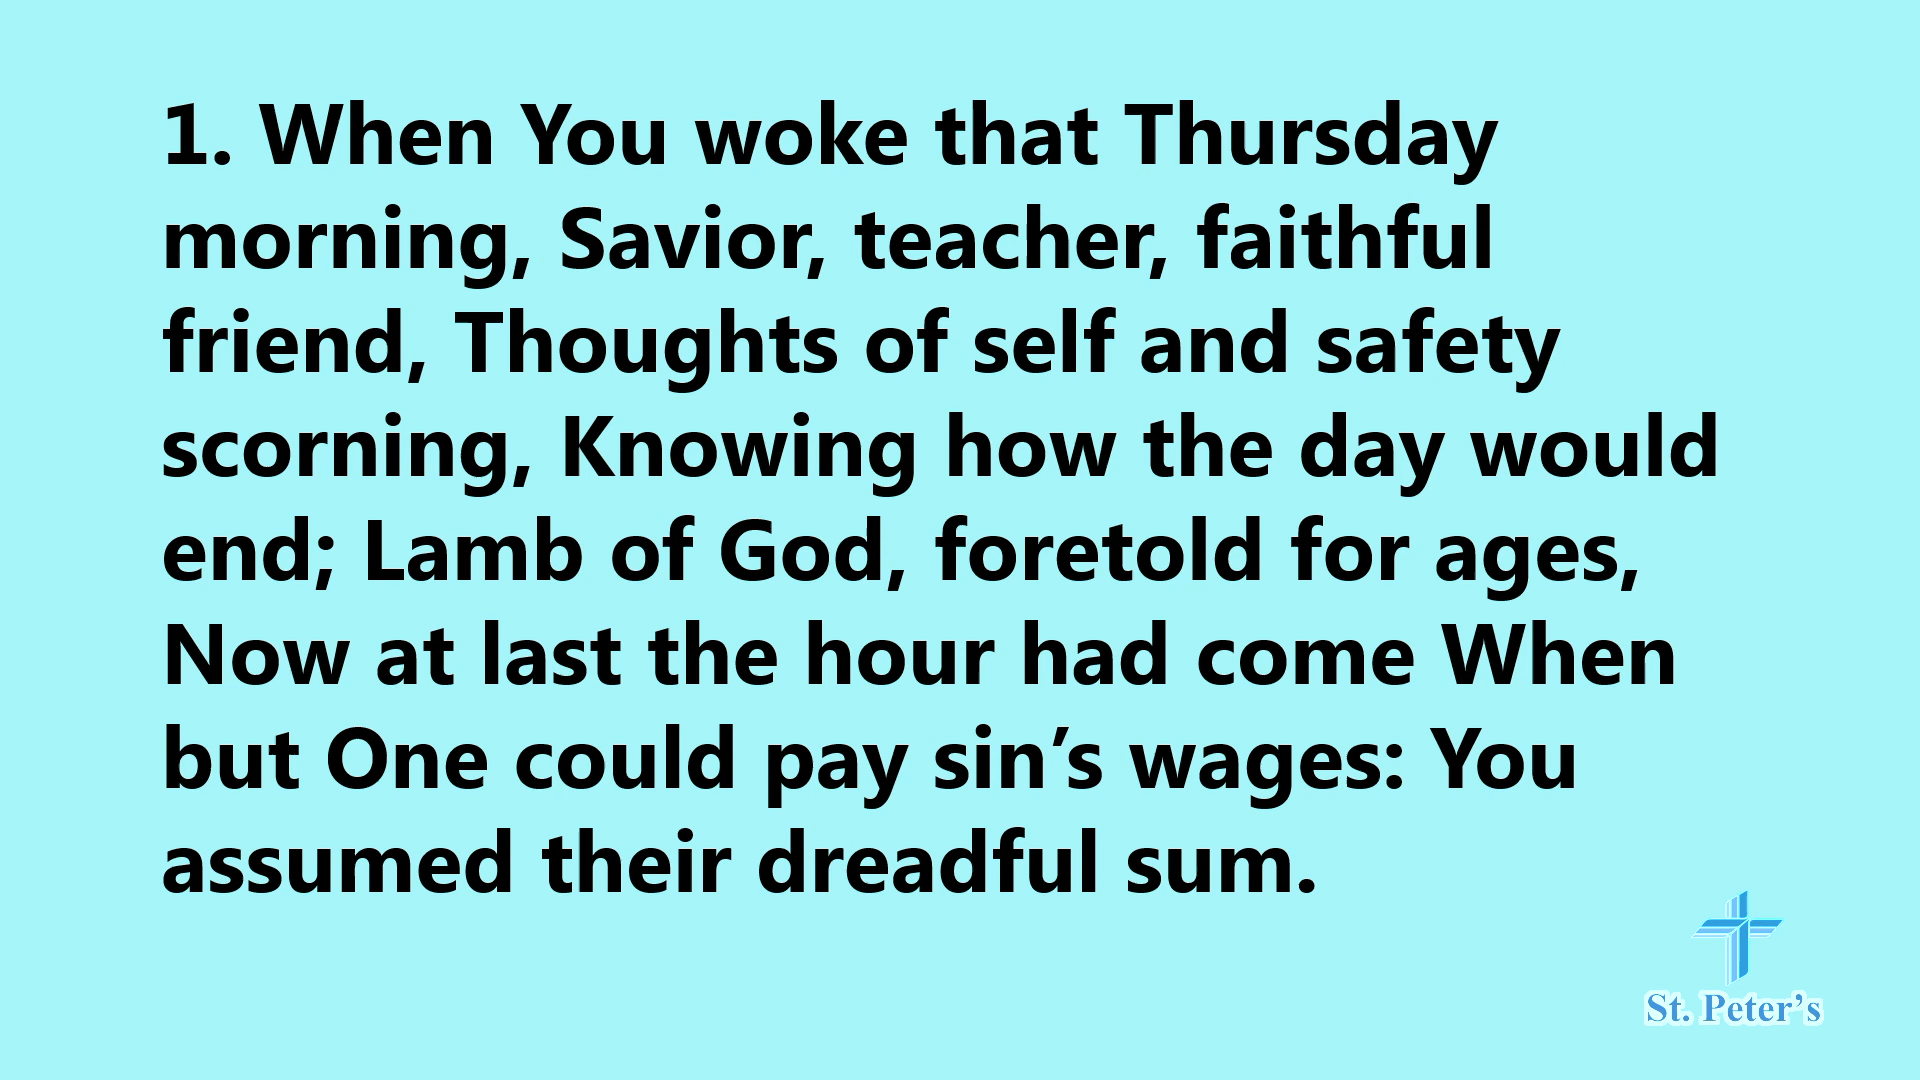 1. When You woke that Thursday
morning, Savior, teacher, faithful
friend, Thoughts of self and safety
scorning, Knowing how the day would
end; Lamb of God, foretold for ages,
Now at last the hour had come When
but One could pay sin’s wages: You
assumed their dreadful sum.
St. Peter’s